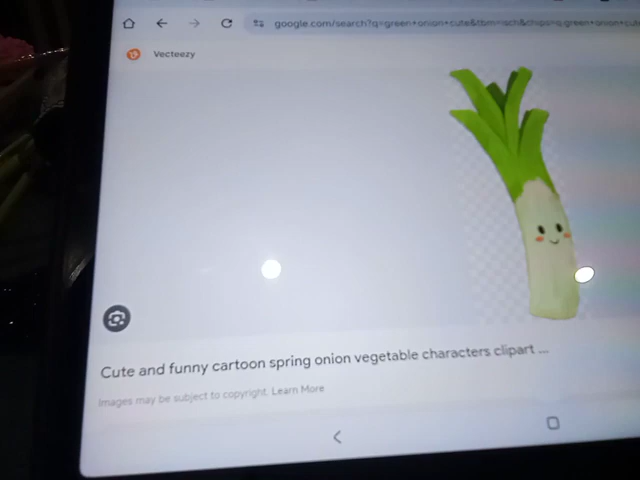 google.com/search?q=green+onion+cute&tbm=isch&chips=q:green+onion+cute
Vecteezy
Cute and funny cartoon spring onion vegetable characters clipart ...
Images may be subject to copyright. Learn More